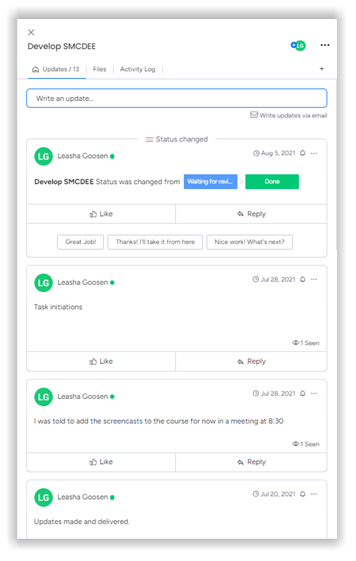 Develop SMCDEE
LG
Updates / 13
Files
Activity Log
+
Write an update...
Write updates via email
Status changed
LG
Leasha Goosen
Aug 5, 2021
Develop SMCDEE Status was changed from Waiting for revi... > Done
Like
Reply
Great Job!
Thanks! I'll take it from here
Nice work! What's next?
LG
Leasha Goosen
Jul 28, 2021
Task initiations
1 Seen
Like
Reply
LG
Leasha Goosen
Jul 28, 2021
I was told to add the screencasts to the course for now in a meeting at 8:30
1 Seen
Like
Reply
LG
Leasha Goosen
Jul 20, 2021
Updates made and delivered.